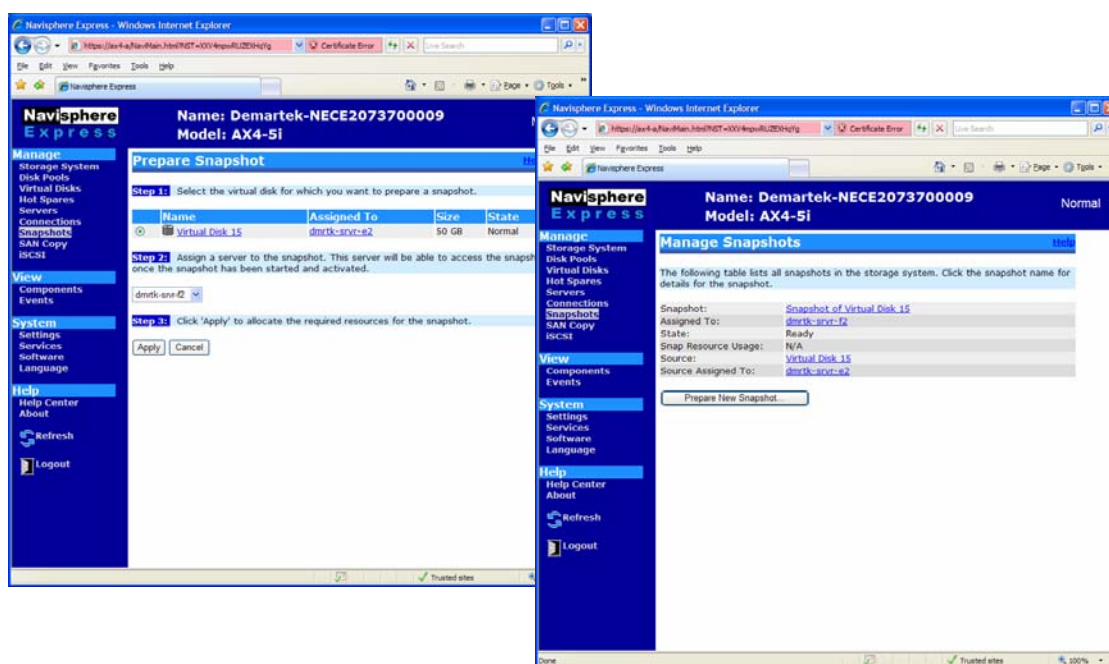 Navisphere Express - Windows Internet Explorer
Certificate Error
Live Search
File Edit View Favorites Tools Help
Navisphere Express
Page Tools
Navisphere
Express
Name: Demartek-NECE2073700009
Model: AX4-5i
Manage
Storage System
Disk Pools
Virtual Disks
Hot Spares
Servers
Connections
Snapshots
SAN Copy
iSCSI
View
Components
Events
System
Settings
Services
Software
Language
Help
Help Center
About
Refresh
Logout
Prepare Snapshot
Step 1: Select the virtual disk for which you want to prepare a snapshot.
Name Assigned To Size State
Virtual Disk 15 dmrtk-srvr-e2 50 GB Normal
Step 2: Assign a server to the snapshot. This server will be able to access the snapsh
once the snapshot has been started and activated.
dmrtk-srvr-f2
Step 3: Click 'Apply' to allocate the required resources for the snapshot.
Apply Cancel
Trusted sites
Navisphere Express - Windows Internet Explorer
Certificate Error
Live Search
File Edit View Favorites Tools Help
Navisphere Express
Page Tools
Navisphere
Express
Name: Demartek-NECE2073700009
Model: AX4-5i
Normal
Manage
Storage System
Disk Pools
Virtual Disks
Hot Spares
Servers
Connections
Snapshots
SAN Copy
iSCSI
View
Components
Events
System
Settings
Services
Software
Language
Help
Help Center
About
Refresh
Logout
Manage Snapshots Help
The following table lists all snapshots in the storage system. Click the snapshot name for
details for the snapshot.
Snapshot: Snapshot of Virtual Disk 15
Assigned To: dmrtk-srvr-f2
State: Ready
Snap Resource Usage: N/A
Source: Virtual Disk 15
Source Assigned To: dmrtk-srvr-e2
Prepare New Snapshot...
Done
Trusted sites
100%